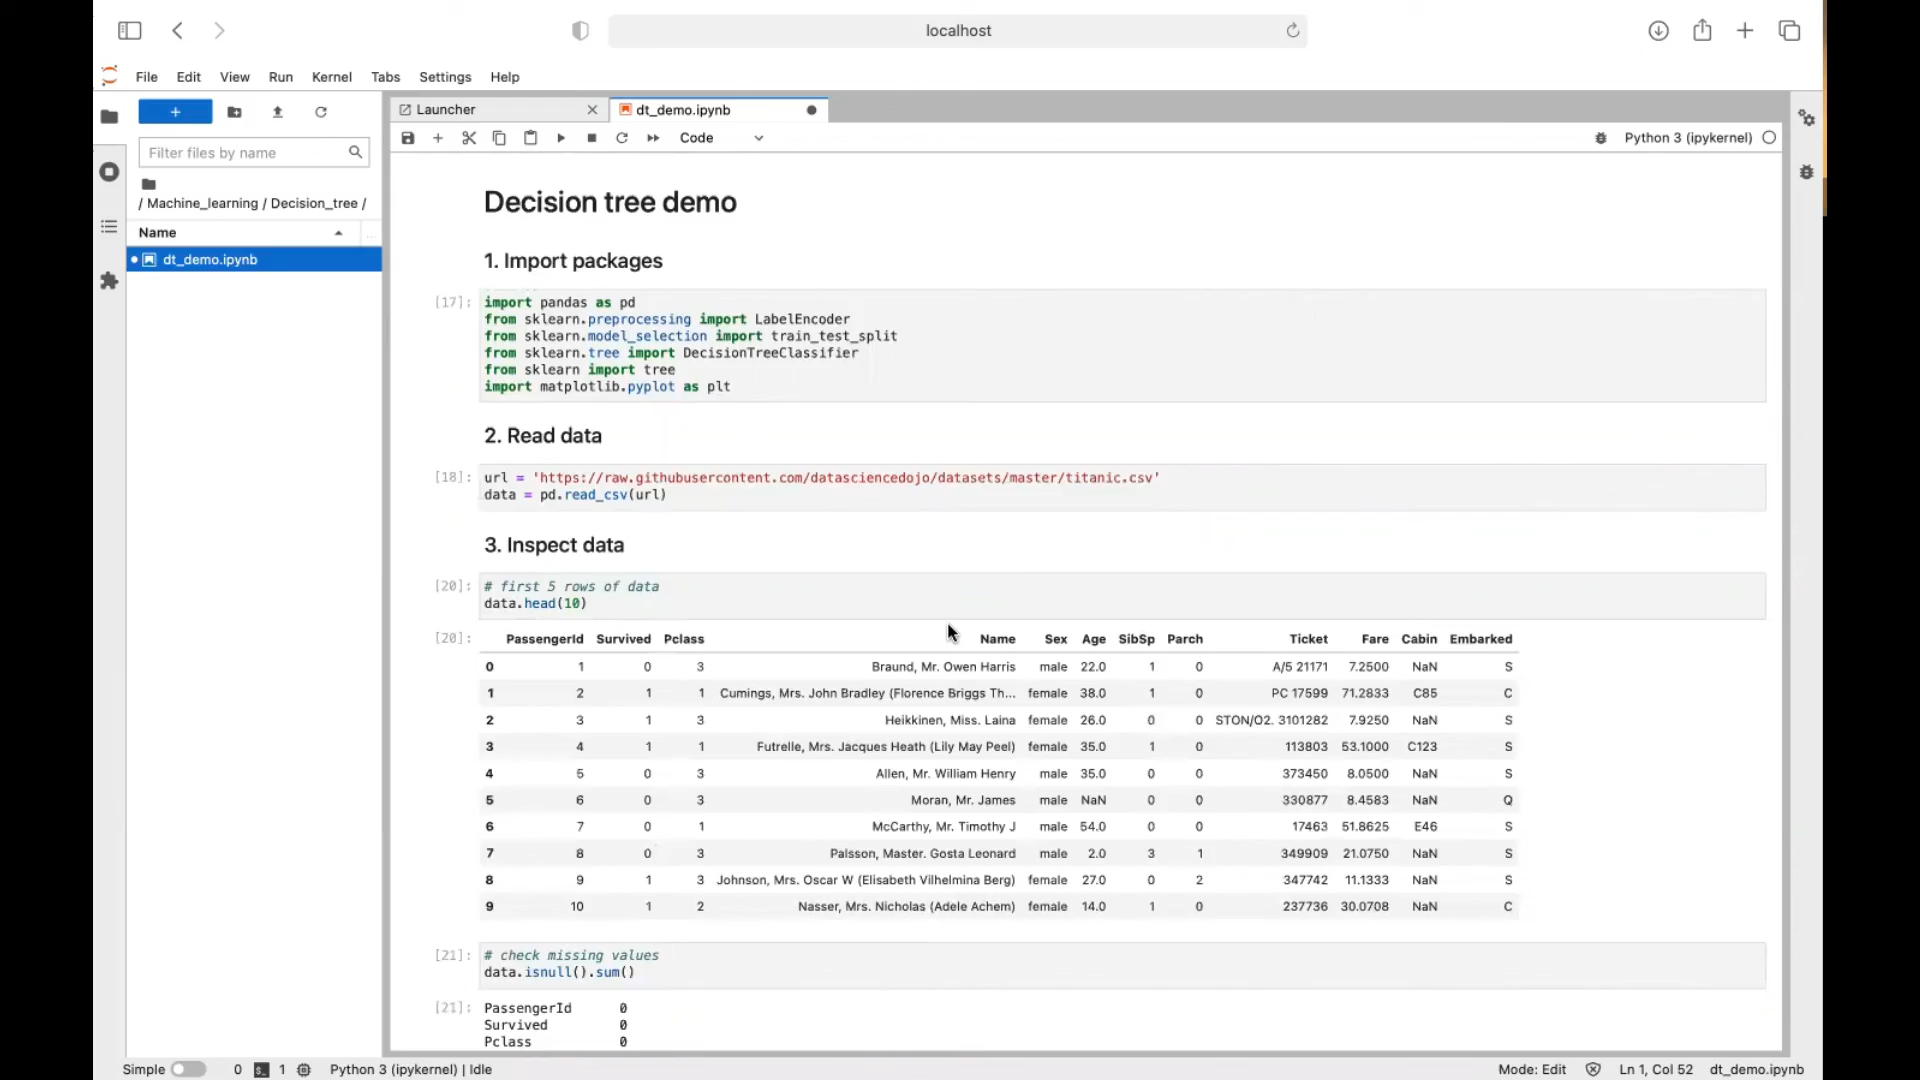 localhost
File Edit View Run Kernel Tabs Settings Help
Launcher
dt_demo.ipynb
Filter files by name
Code
Python 3 (ipykernel)
/ Machine_learning / Decision_tree /
Name
dt_demo.ipynb
Decision tree demo
1. Import packages
[17]: import pandas as pd
from sklearn.preprocessing import LabelEncoder
from sklearn.model_selection import train_test_split
from sklearn.tree import DecisionTreeClassifier
from sklearn import tree
import matplotlib.pyplot as plt
2. Read data
[18]: url = 'https://raw.githubusercontent.com/datasciencedojo/datasets/master/titanic.csv'
data = pd.read_csv(url)
3. Inspect data
[20]: # first 5 rows of data
data.head(10)
[20]: PassengerId Survived Pclass Name Sex Age SibSp Parch Ticket Fare Cabin Embarked
0 1 0 3 Braund, Mr. Owen Harris male 22.0 1 0 A/5 21171 7.2500 NaN S
1 2 1 1 Cumings, Mrs. John Bradley (Florence Briggs Th... female 38.0 1 0 PC 17599 71.2833 C85 C
2 3 1 3 Heikkinen, Miss. Laina female 26.0 0 0 STON/O2. 3101282 7.9250 NaN S
3 4 1 1 Futrelle, Mrs. Jacques Heath (Lily May Peel) female 35.0 1 0 113803 53.1000 C123 S
4 5 0 3 Allen, Mr. William Henry male 35.0 0 0 373450 8.0500 NaN S
5 6 0 3 Moran, Mr. James male NaN 0 0 330877 8.4583 NaN Q
6 7 0 1 McCarthy, Mr. Timothy J male 54.0 0 0 17463 51.8625 E46 S
7 8 0 3 Palsson, Master. Gosta Leonard male 2.0 3 1 349909 21.0750 NaN S
8 9 1 3 Johnson, Mrs. Oscar W (Elisabeth Vilhelmina Berg) female 27.0 0 2 347742 11.1333 NaN S
9 10 1 2 Nasser, Mrs. Nicholas (Adele Achem) female 14.0 1 0 237736 30.0708 NaN C
[21]: # check missing values
data.isnull().sum()
[21]: PassengerId 0
Survived 0
Pclass 0
Simple 0 1 Python 3 (ipykernel) | Idle Mode: Edit Ln 1, Col 52 dt_demo.ipynb